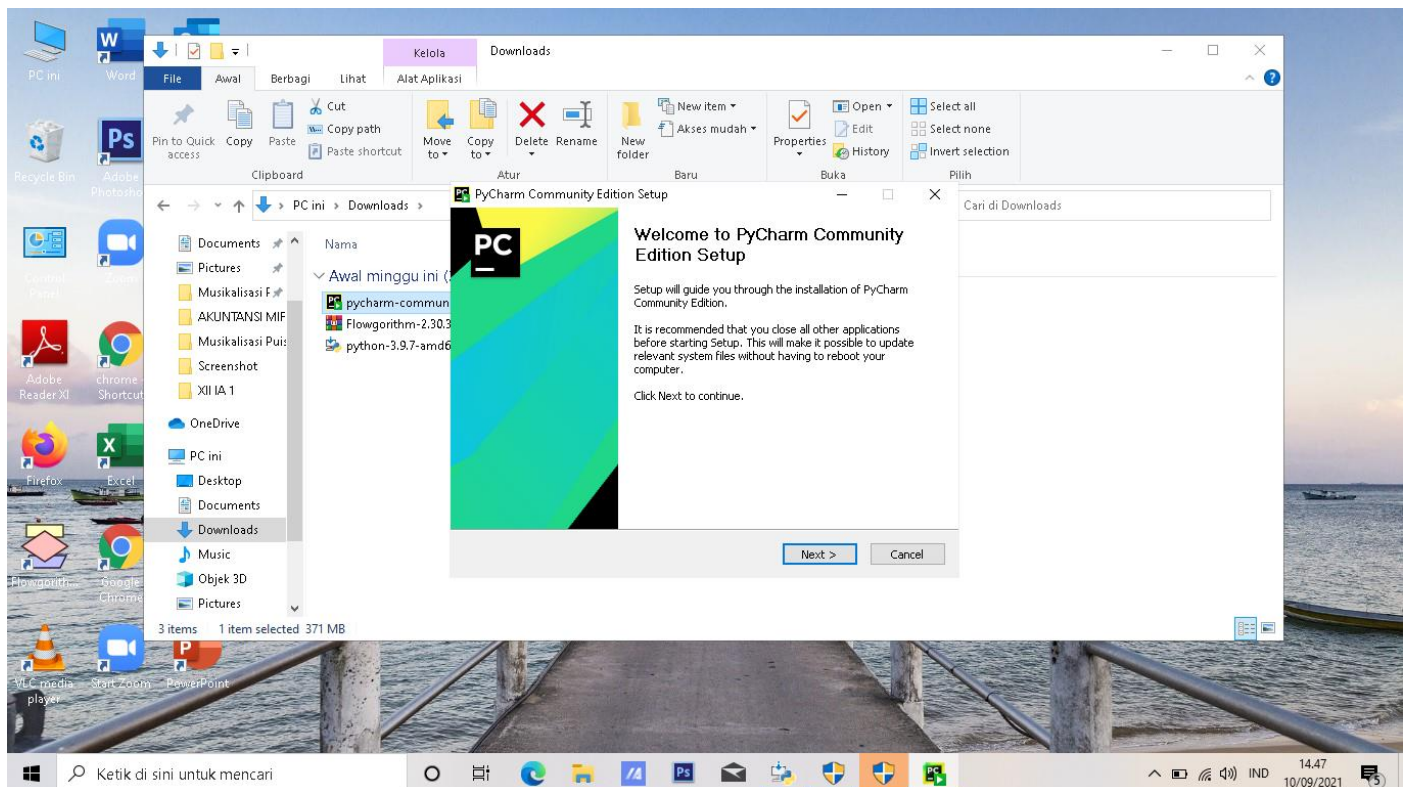 PC ini
Word
Recycle Bin
Ps
Adobe
Photosho
Control
Panel
Zoom
Adobe
Reader XI
chrome -
Shortcut
Firefox
Excel
Flowgorith...
Google
Chrome
VLC media
player
Start Zoom
PowerPoint
Kelola
Downloads
File
Awal
Berbagi
Lihat
Alat Aplikasi
Pin to Quick
access
Copy
Paste
Cut
Copy path
Paste shortcut
Clipboard
Move
to
Copy
to
Delete
Rename
Atur
New
folder
New item
Akses mudah
Baru
Properties
Open
Edit
History
Buka
Select all
Select none
Invert selection
Pilih
PC ini > Downloads >
Cari di Downloads
Documents
Pictures
Musikalisasi P
AKUNTANSI MIF
Musikalisasi Puis
Screenshot
XII IA 1
OneDrive
PC ini
Desktop
Documents
Downloads
Music
Objek 3D
Pictures
Nama
Awal minggu ini (
pycharm-commun
Flowgorithm-2.30.3
python-3.9.7-amd6
3 items
1 item selected 371 MB
PyCharm Community Edition Setup
PC
Welcome to PyCharm Community
Edition Setup
Setup will guide you through the installation of PyCharm
Community Edition.
It is recommended that you close all other applications
before starting Setup. This will make it possible to update
relevant system files without having to reboot your
computer.
Click Next to continue.
Next >
Cancel
Ketik di sini untuk mencari
Ps
IND
14.47
10/09/2021
5